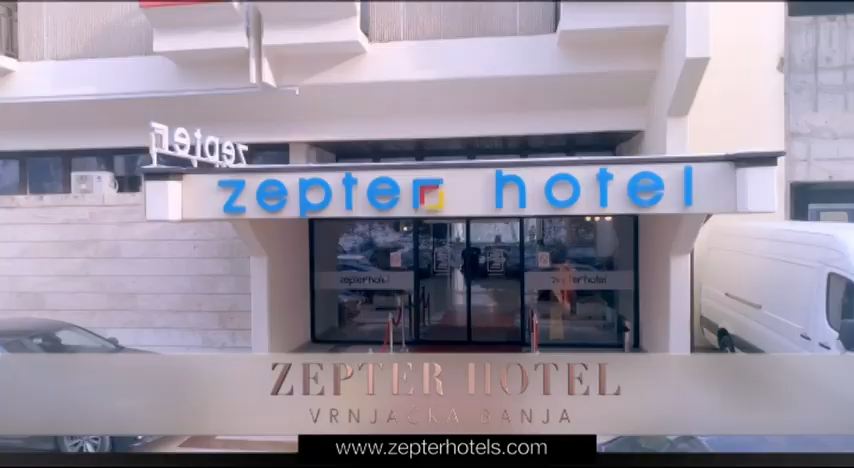 zepter
zepter hotel
zepterhotel
zepterhotel
ZEPTER HOTEL
VRNJAČKA BANJA
www.zepterhotels.com